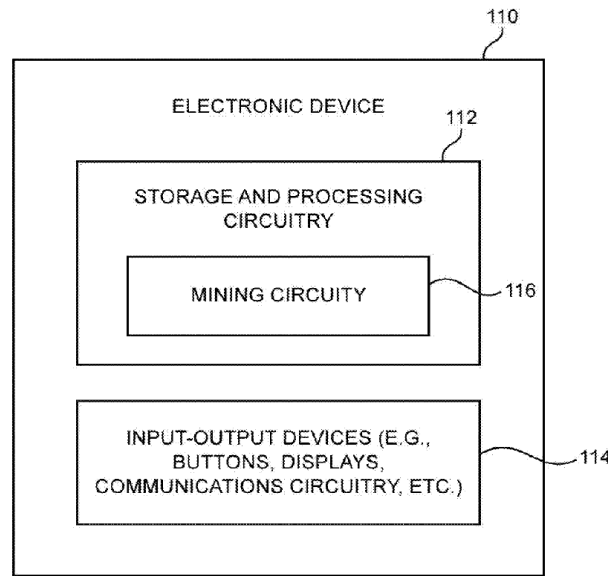 110
ELECTRONIC DEVICE
112
STORAGE AND PROCESSING
CIRCUITRY
MINING CIRCUITY
116
INPUT-OUTPUT DEVICES (E.G.,
BUTTONS, DISPLAYS,
COMMUNICATIONS CIRCUITRY, ETC.)
114